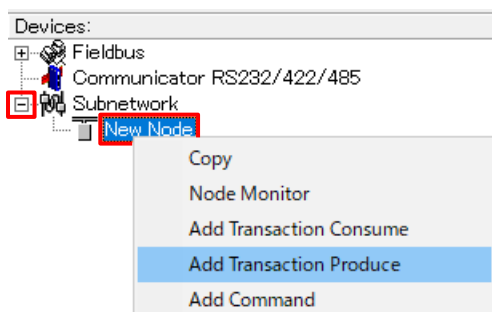 Devices:
Fieldbus
Communicator RS232/422/485
Subnetwork
New Node
Copy
Node Monitor
Add Transaction Consume
Add Transaction Produce
Add Command